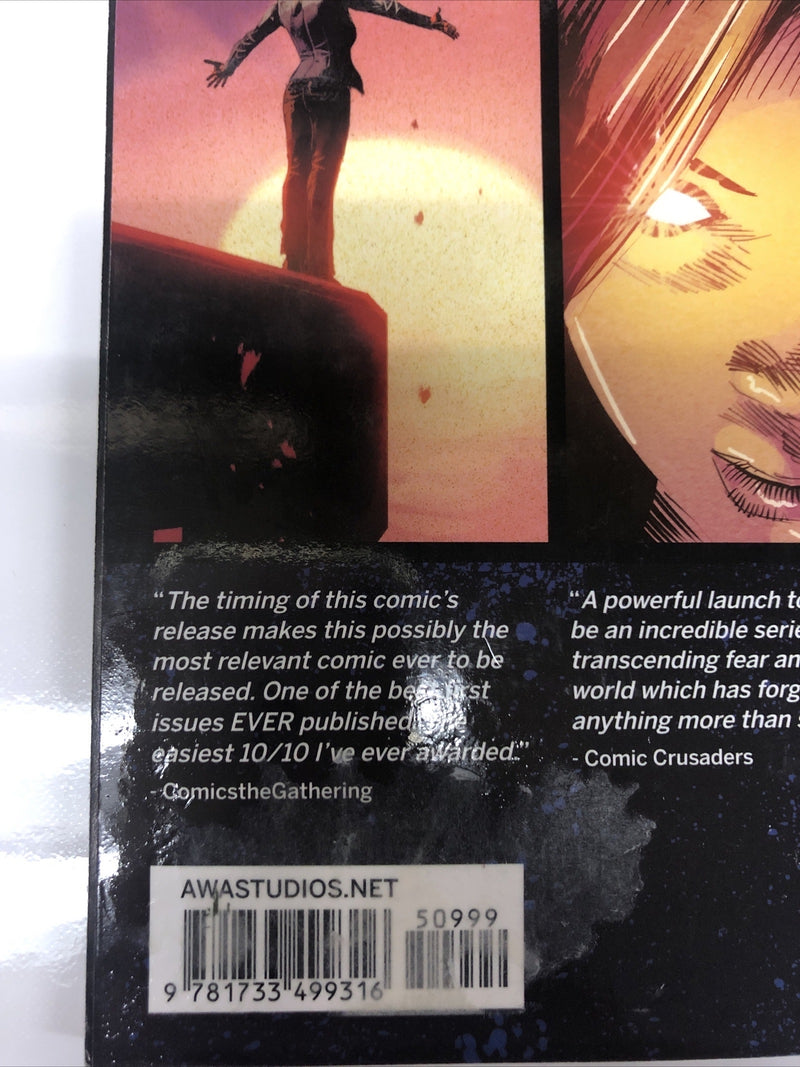 “The timing of this comic’s
release makes this possibly the
most relevant comic ever to be
released. One of the best first
issues EVER published. The
easiest 10/10 I’ve ever awarded.”
- ComicstheGathering
“A powerful launch to
be an incredible serie
transcending fear an
world which has forg
anything more than s
- Comic Crusaders
AWASTUDIOS.NET
50999
9 781733 499316